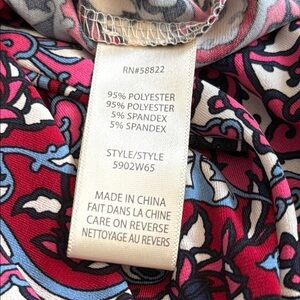 RN#58822
95% POLYESTER
95% POLYESTER
5% SPANDEX
5% SPANDEX
STYLE/STYLE
5902W65
MADE IN CHINA
FAIT DANS LA CHINE
CARE ON REVERSE
NETTOYAGE AU REVERS